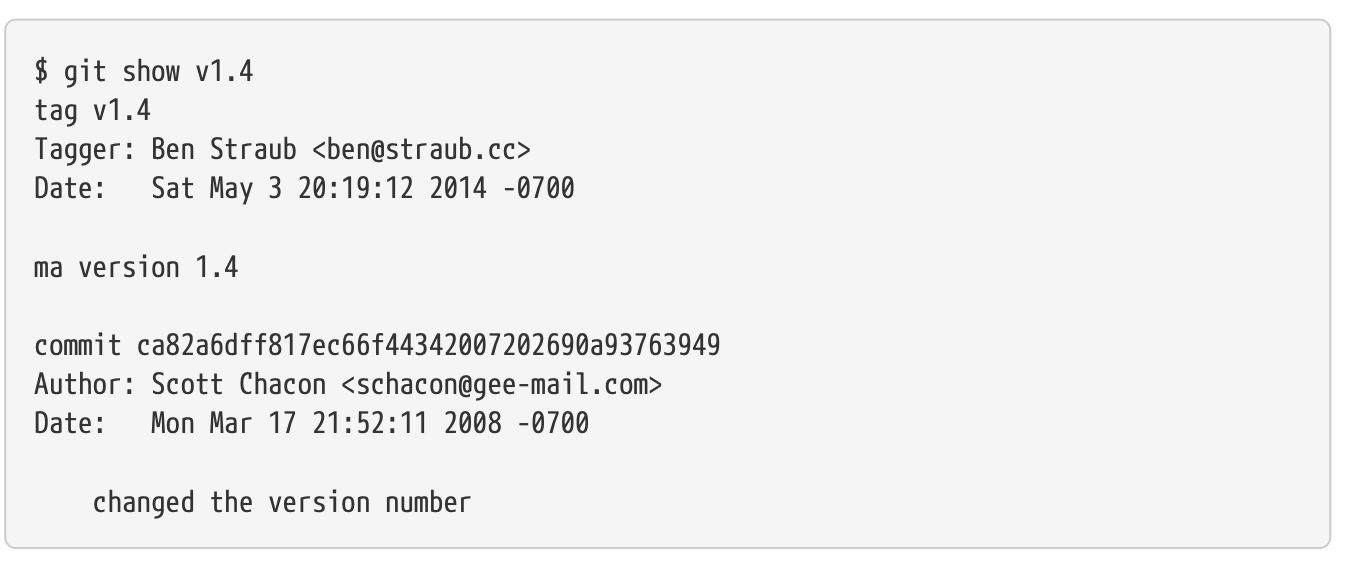 $ git show v1.4
tag v1.4
Tagger: Ben Straub <ben@straub.cc>
Date:   Sat May 3 20:19:12 2014 -0700

ma version 1.4

commit ca82a6dff817ec66f44342007202690a93763949
Author: Scott Chacon <schacon@gee-mail.com>
Date:   Mon Mar 17 21:52:11 2008 -0700

    changed the version number